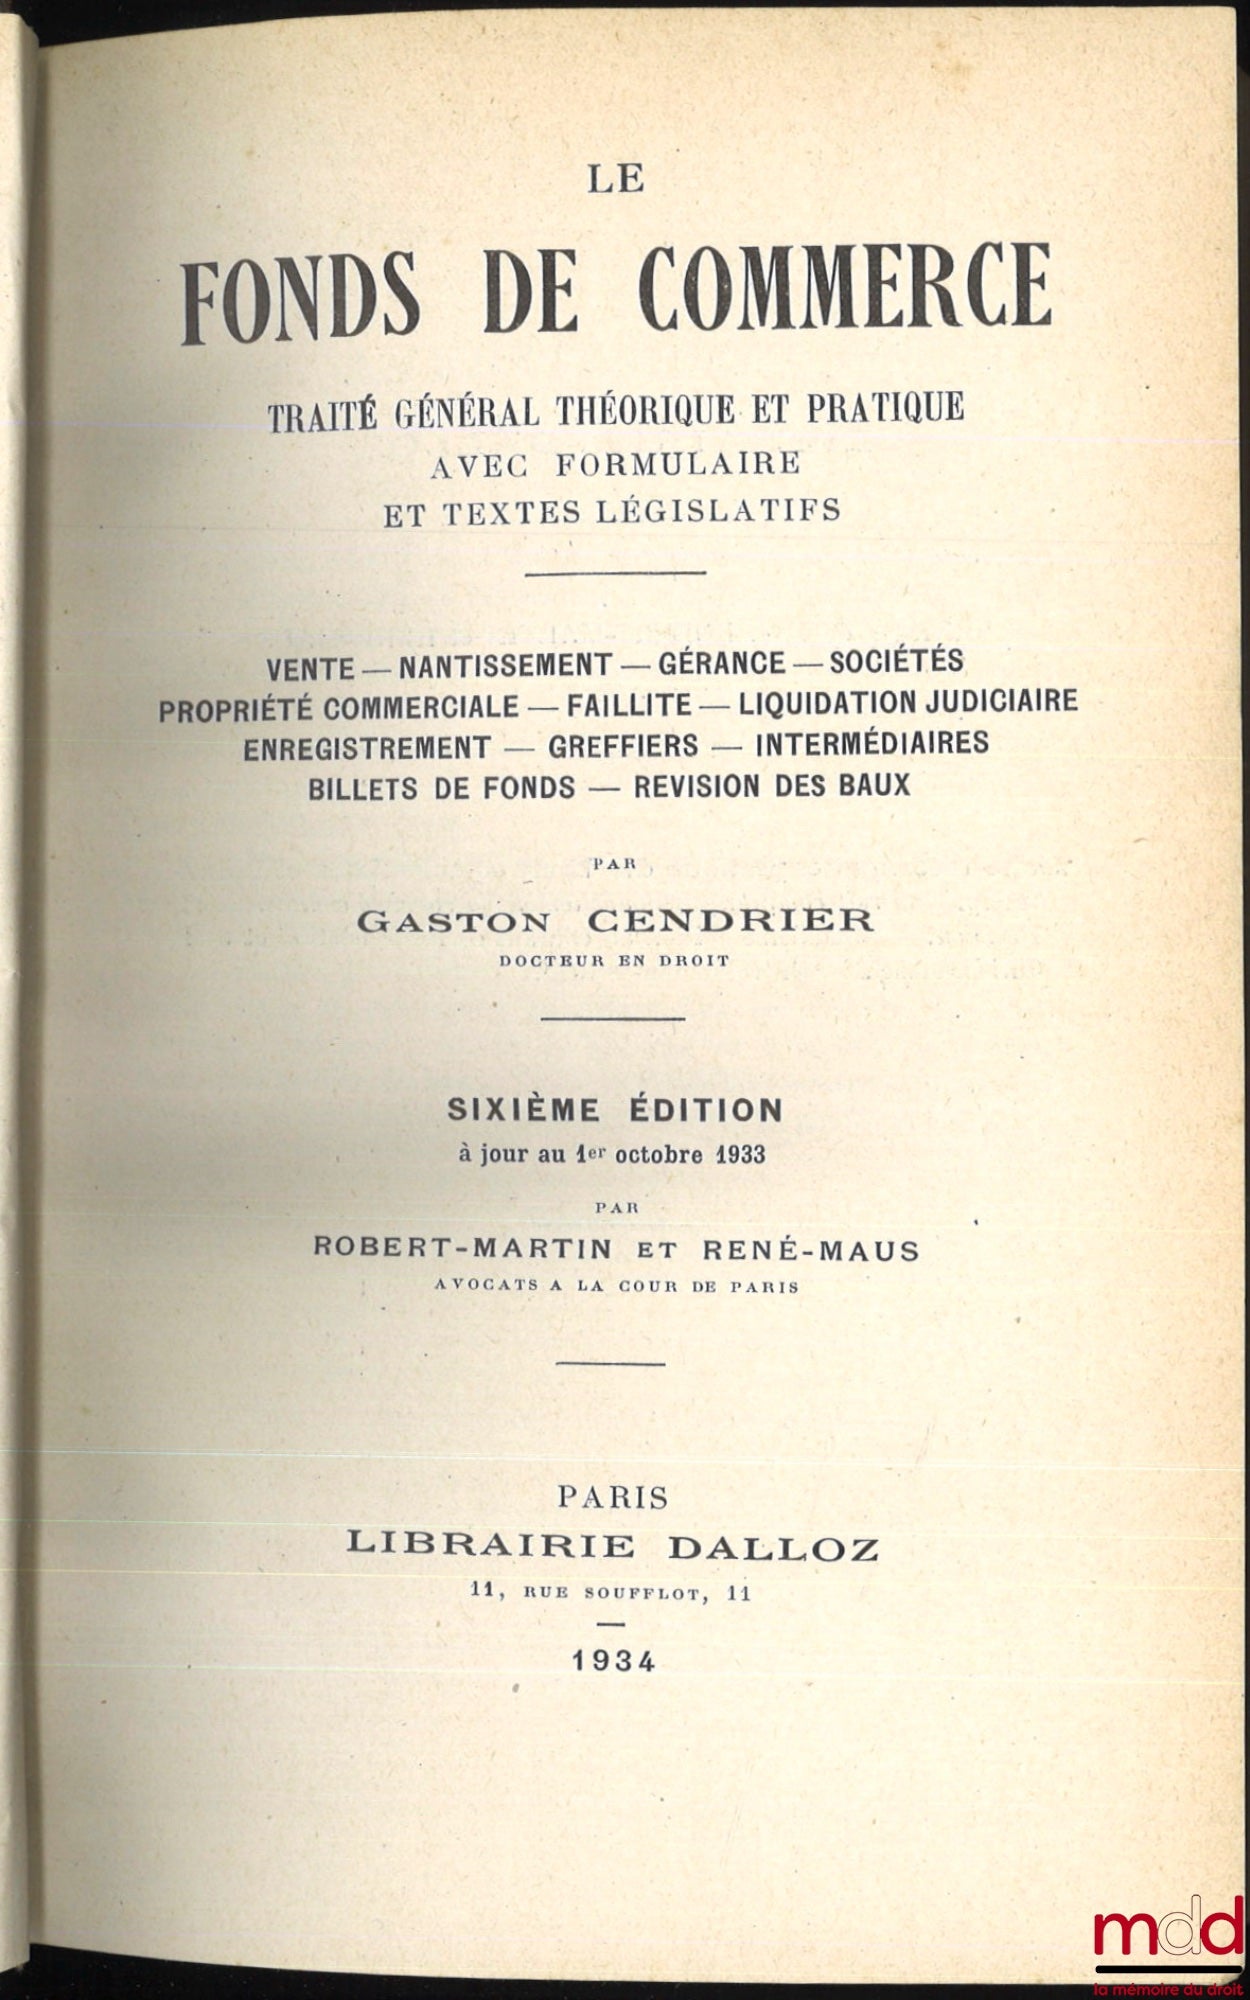 LE
FONDS DE COMMERCE
TRAITÉ GÉNÉRAL THÉORIQUE ET PRATIQUE
AVEC FORMULAIRE
ET TEXTES LÉGISLATIFS
VENTE — NANTISSEMENT — GÉRANCE — SOCIÉTÉS
PROPRIÉTÉ COMMERCIALE — FAILLITE — LIQUIDATION JUDICIAIRE
ENREGISTREMENT — GREFFIERS — INTERMÉDIAIRES
BILLETS DE FONDS — REVISION DES BAUX
PAR
GASTON CENDRIER
DOCTEUR EN DROIT
SIXIÈME ÉDITION
à jour au 1er octobre 1933
PAR
ROBERT-MARTIN ET RENÉ-MAUS
AVOCATS A LA COUR DE PARIS
PARIS
LIBRAIRIE DALLOZ
11, RUE SOUFFLOT, 11
1934
mdd
la mémoire du droit